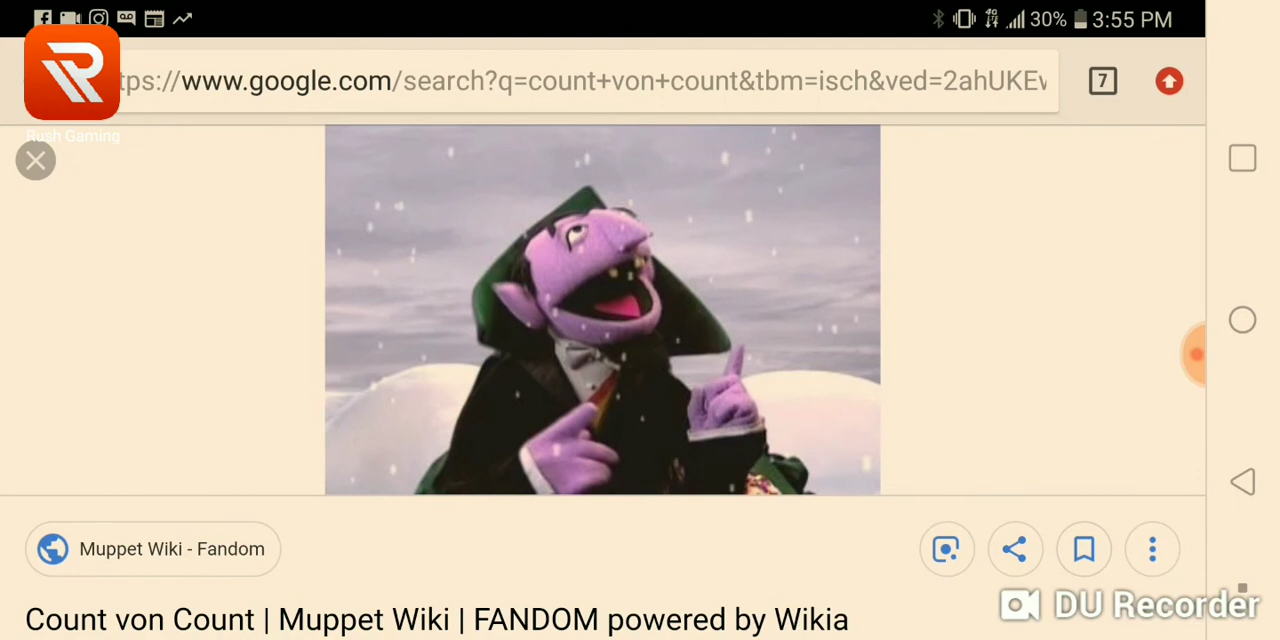 30% 3:55 PM
tps://www.google.com/search?q=count+von+count&tbm=isch&ved=2ahUKEv
7
Rush Gaming
Muppet Wiki - Fandom
DU Recorder
Count von Count | Muppet Wiki | FANDOM powered by Wikia